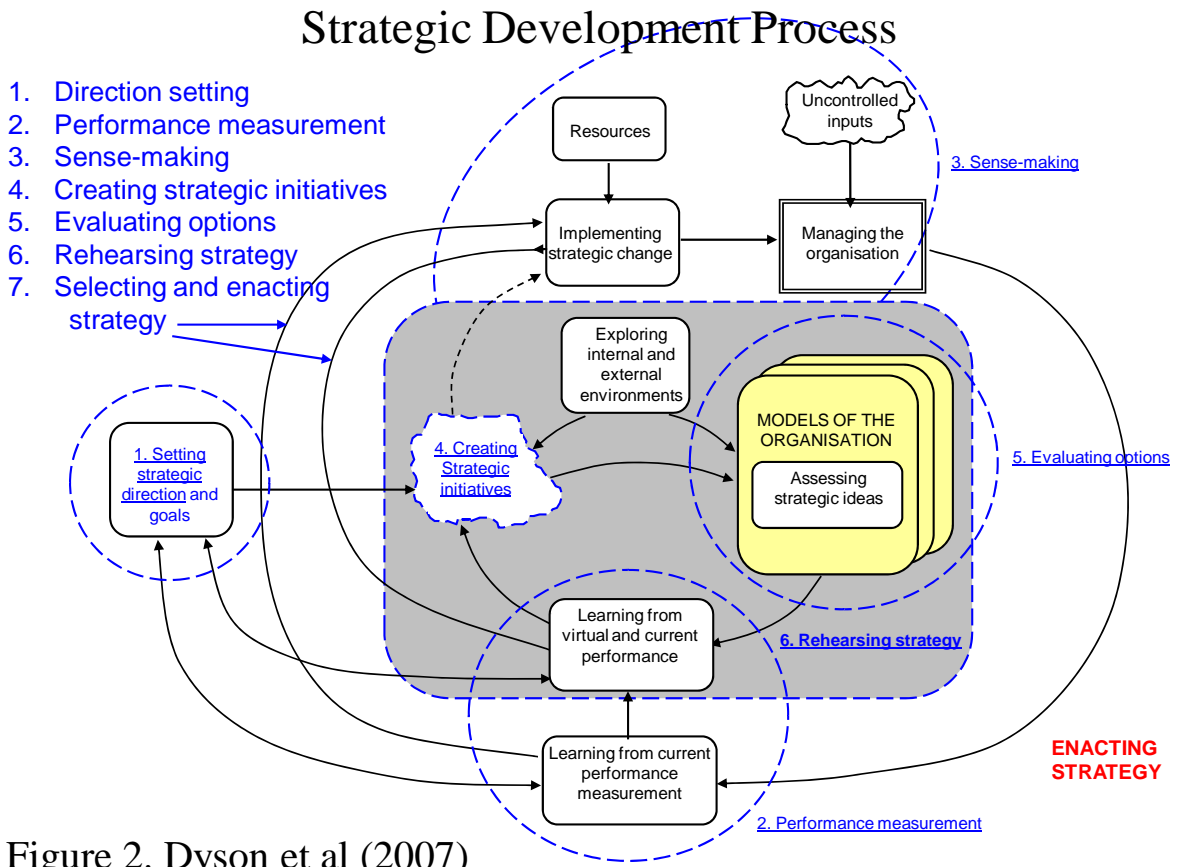 Strategic Development Process
1. Direction setting
2. Performance measurement
3. Sense-making
4. Creating strategic initiatives
5. Evaluating options
6. Rehearsing strategy
7. Selecting and enacting
strategy
Resources
Uncontrolled
inputs
3. Sense-making
Implementing
strategic change
Managing the
organisation
Exploring
internal and
external
environments
MODELS OF THE
ORGANISATION
Assessing
strategic ideas
5. Evaluating options
1. Setting
strategic
direction and
goals
4. Creating
Strategic
initiatives
Learning from
virtual and current
performance
6. Rehearsing strategy
Learning from current
performance
measurement
ENACTING
STRATEGY
2. Performance measurement
Figure 2. Dyson et al (2007)